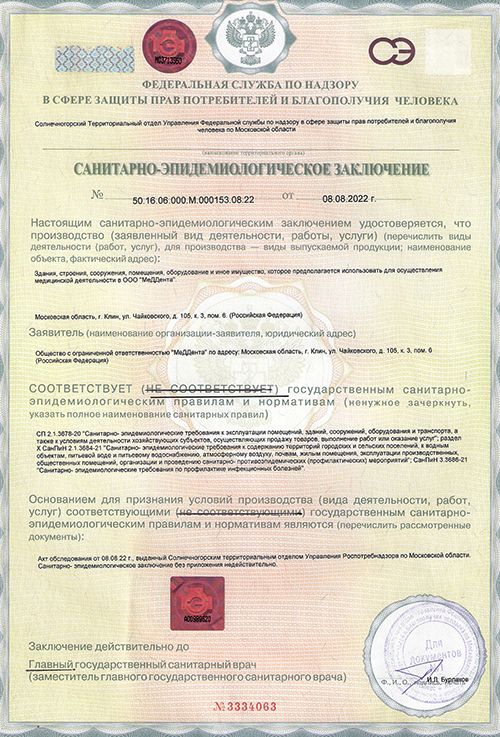 М03713980
СЭ
ФЕДЕРАЛЬНАЯ СЛУЖБА ПО НАДЗОРУ
В СФЕРЕ ЗАЩИТЫ ПРАВ ПОТРЕБИТЕЛЕЙ И БЛАГОПОЛУЧИЯ ЧЕЛОВЕКА
Солнечногорский Территориальный отдел Управления Федеральной службы по надзору в сфере защиты прав потребителей и благополучия
человека по Московской области
(наименование территориального органа)
САНИТАРНО-ЭПИДЕМИОЛОГИЧЕСКОЕ ЗАКЛЮЧЕНИЕ
№ 50.16.06.000.М.000153.08.22 от 08.08.2022 г.
Настоящим санитарно-эпидемиологическим заключением удостоверяется, что
производство (заявленный вид деятельности, работы, услуги) (перечислить виды
деятельности (работ, услуг), для производства — виды выпускаемой продукции; наименование
объекта, фактический адрес):
Здания, строения, сооружения, помещения, оборудование и иное имущество, которое предполагается использовать для осуществления
медицинской деятельности в ООО "МеДДента".
Московская область, г. Клин, ул. Чайковского, д. 105, к. 3, пом. 6. (Российская Федерация)
Заявитель (наименование организации-заявителя, юридический адрес)
Общество с ограниченной ответственностью "МеДДента" по адресу: Московская область, г. Клин, ул. Чайковского, д. 105, к. 3, пом. 6
(Российская Федерация)
СООТВЕТСТВУЕТ (НЕ СООТВЕТСТВУЕТ) государственным санитарно-
эпидемиологическим правилам и нормативам (ненужное зачеркнуть,
указать полное наименование санитарных правил)
СП 2.1.3678-20 "Санитарно- эпидемиологические требования к эксплуатации помещений, зданий, сооружений, оборудования и транспорта, а
также к условиям деятельности хозяйствующих субъектов, осуществляющих продажу товаров, выполнение работ или оказание услуг"; раздел
X СанПиН 2.1.3684-21 "Санитарно- эпидемиологические требования к содержанию территорий городских и сельских поселений, к водным
объектам, питьевой воде и питьевому водоснабжению, атмосферному воздуху, почвам, жилым помещениям, эксплуатации производственных,
общественных помещений, организации и проведению санитарно- противоэпидемических (профилактических) мероприятий"; СанПиН 3.3686-21
"Санитарно- эпидемические требования по профилактике инфекционных болезней".
Основанием для признания условий производства (вида деятельности, работ,
услуг) соответствующими (не соответствующими) государственным санитарно-
эпидемиологическим правилам и нормативам являются (перечислить рассмотренные
документы):
Акт обследования от 08.08.22 г., выданный Солнечногорским территориальным отделом Управления Роспотребнадзора по Московской области.
Санитарно- эпидемиологическое заключение без приложения недействительно.
А00989820
Заключение действительно до
Главный государственный санитарный врач
(заместитель главного государственного санитарного врача)
Для
документов
Ф., И., О.,
И.П. Бурлаков
№3334063